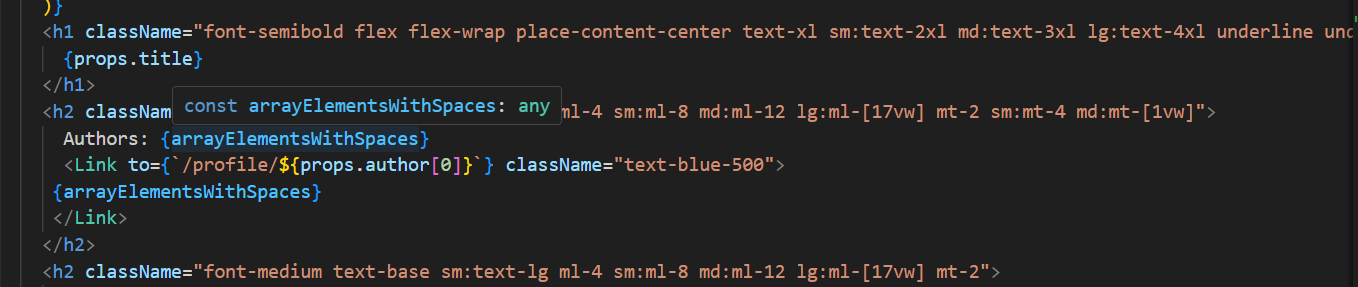 )}
<h1 className="font-semibold flex flex-wrap place-content-center text-xl sm:text-2xl md:text-3xl lg:text-4xl underline und
{props.title}
</h1>
const arrayElementsWithSpaces: any
<h2 classNam ml-4 sm:ml-8 md:ml-12 lg:ml-[17vw] mt-2 sm:mt-4 md:mt-[1vw]">
Authors: {arrayElementsWithSpaces}
<Link to={`/profile/${props.author[0]}`} className="text-blue-500">
{arrayElementsWithSpaces}
</Link>
</h2>
<h2 className="font-medium text-base sm:text-lg ml-4 sm:ml-8 md:ml-12 lg:ml-[17vw] mt-2">